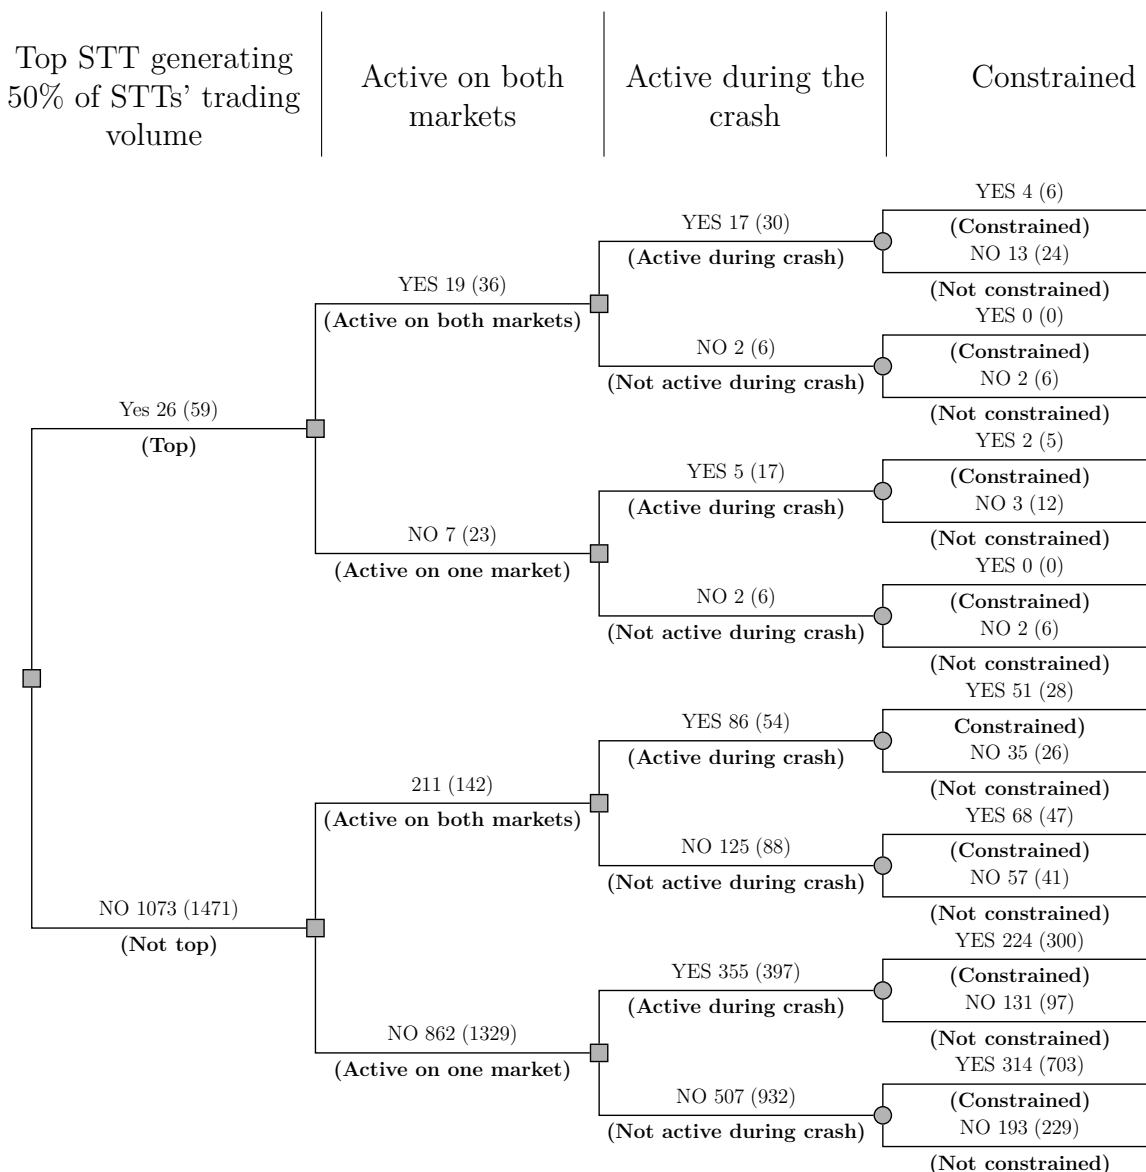 Top STT generating
50% of STTs' trading
volume
Active on both
markets
Active during the
crash
Constrained
Yes 26 (59)
(Top)
NO 1073 (1471)
(Not top)
YES 19 (36)
(Active on both markets)
NO 7 (23)
(Active on one market)
211 (142)
(Active on both markets)
NO 862 (1329)
(Active on one market)
YES 17 (30)
(Active during crash)
NO 2 (6)
(Not active during crash)
YES 5 (17)
(Active during crash)
NO 2 (6)
(Not active during crash)
YES 86 (54)
(Active during crash)
NO 125 (88)
(Not active during crash)
YES 355 (397)
(Active during crash)
NO 507 (932)
(Not active during crash)
YES 4 (6)
(Constrained)
NO 13 (24)
(Not constrained)
YES 0 (0)
(Constrained)
NO 2 (6)
(Not constrained)
YES 2 (5)
(Constrained)
NO 3 (12)
(Not constrained)
YES 0 (0)
(Constrained)
NO 2 (6)
(Not constrained)
YES 51 (28)
Constrained)
NO 35 (26)
(Not constrained)
YES 68 (47)
(Constrained)
NO 57 (41)
(Not constrained)
YES 224 (300)
(Constrained)
NO 131 (97)
(Not constrained)
YES 314 (703)
(Constrained)
NO 193 (229)
(Not constrained)